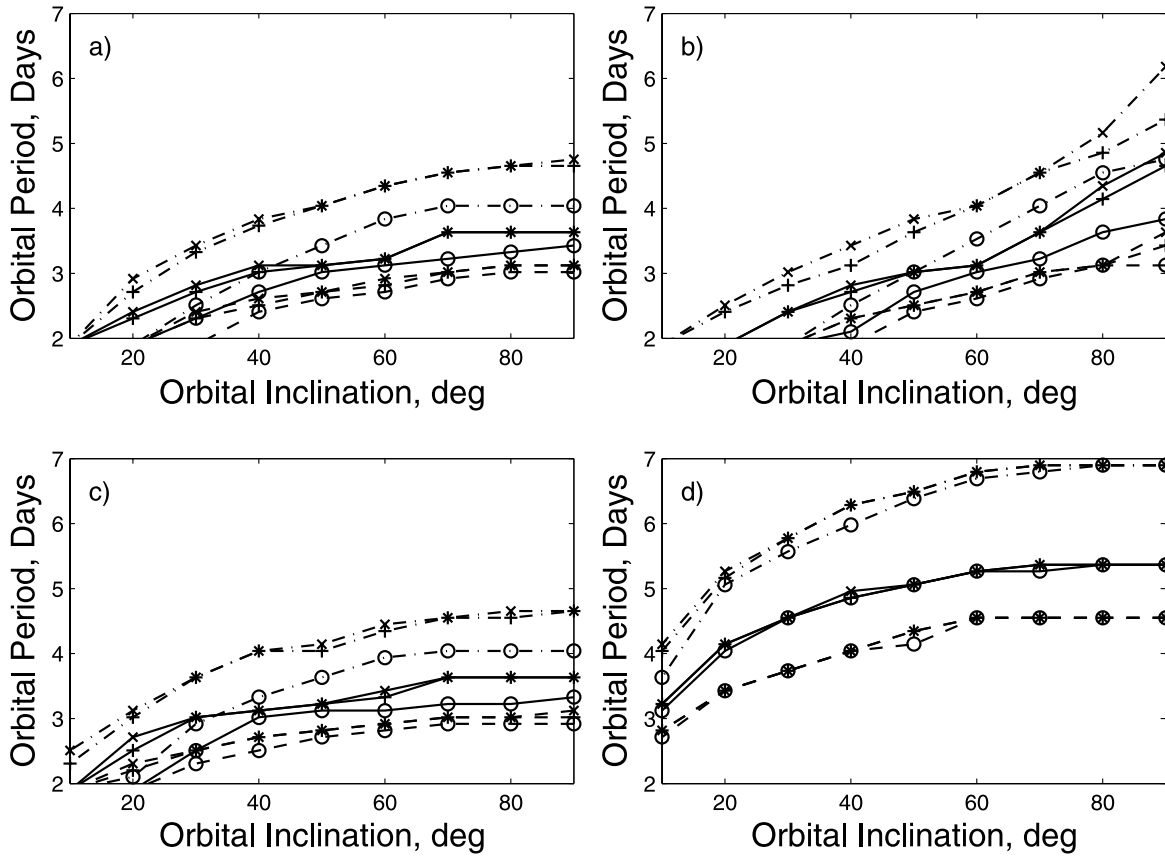 a)
Orbital Period, Days
7
6
5
4
3
2
20 40 60 80
Orbital Inclination, deg
b)
Orbital Period, Days
7
6
5
4
3
2
20 40 60 80
Orbital Inclination, deg
c)
Orbital Period, Days
7
6
5
4
3
2
20 40 60 80
Orbital Inclination, deg
d)
Orbital Period, Days
7
6
5
4
3
2
20 40 60 80
Orbital Inclination, deg